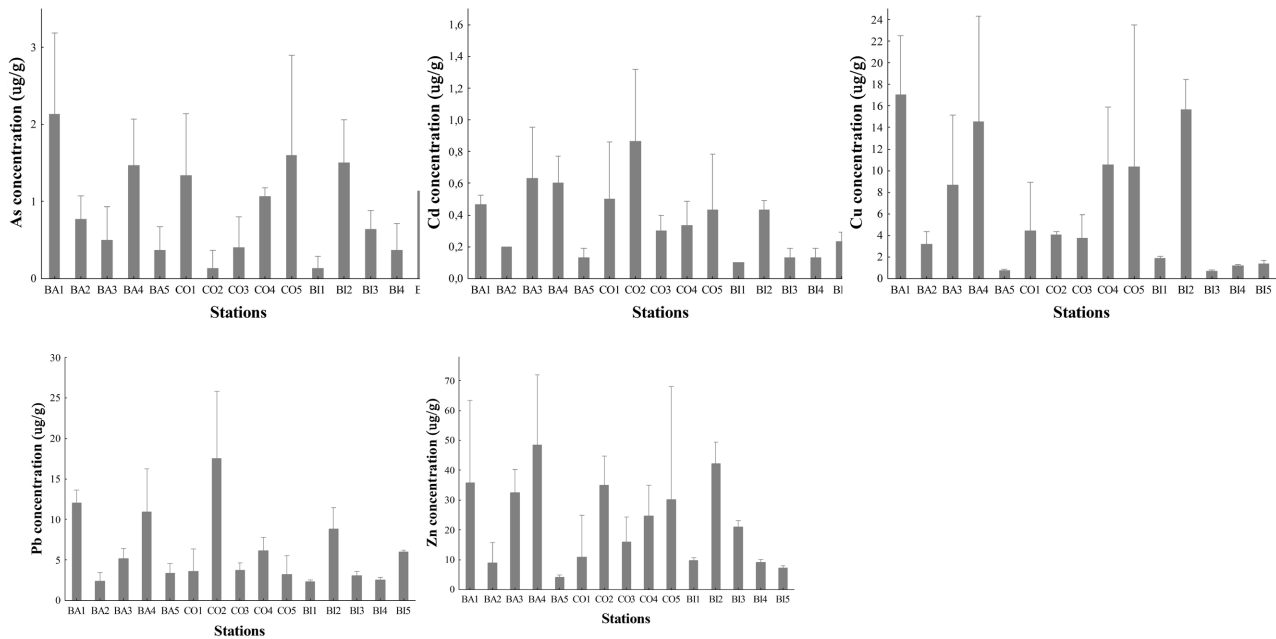 As concentration (ug/g)
3
2
1
0
BA1 BA2 BA3 BA4 BA5 CO1 CO2 CO3 CO4 CO5 BI1 BI2 BI3 BI4
Stations
Cd concentration (ug/g)
1,6
1,4
1,2
1,0
0,8
0,6
0,4
0,2
0,0
BA1 BA2 BA3 BA4 BA5 CO1 CO2 CO3 CO4 CO5 BI1 BI2 BI3 BI4
Stations
Cu concentration (ug/g)
24
22
20
18
16
14
12
10
8
6
4
2
0
BA1 BA2 BA3 BA4 BA5 CO1 CO2 CO3 CO4 CO5 BI1 BI2 BI3 BI4 BI5
Stations
Pb concentration (ug/g)
30
25
20
15
10
5
0
BA1 BA2 BA3 BA4 BA5 CO1 CO2 CO3 CO4 CO5 BI1 BI2 BI3 BI4 BI5
Stations
Zn concentration (ug/g)
70
60
50
40
30
20
10
0
BA1 BA2 BA3 BA4 BA5 CO1 CO2 CO3 CO4 CO5 BI1 BI2 BI3 BI4 BI5
Stations